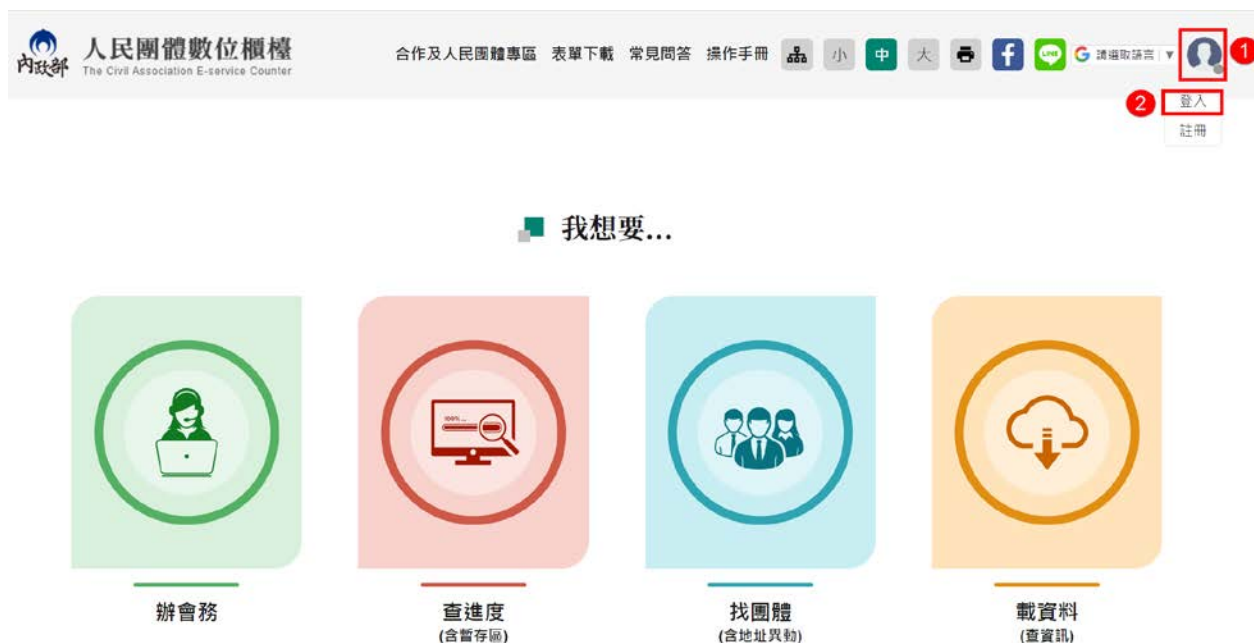 內政部 人民團體數位櫃檯
The Civil Association E-service Counter
合作及人民團體專區 表單下載 常見問答 操作手冊 小 中 大 f LINE G 請選取語言 ▼ 1
2 登入
註冊
我想要...
100%...
辦會務 查進度 找團體 載資料
(含暫存區) (含地址異動) (查資訊)